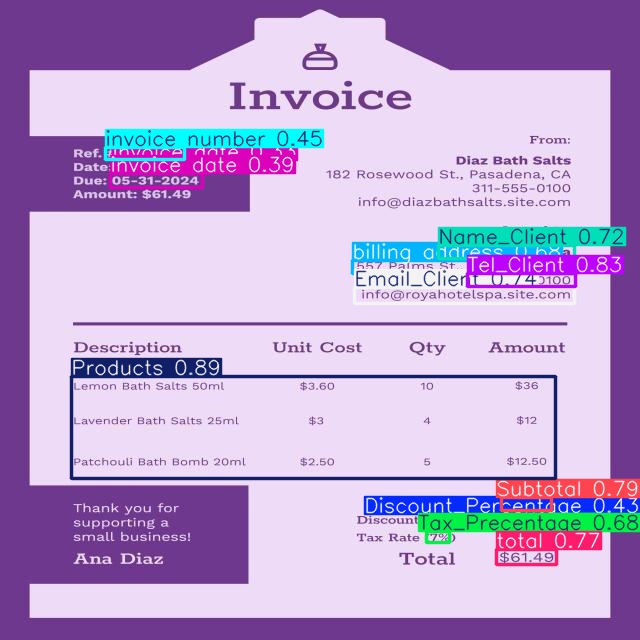 Invoice
invoice_number 0.45
Ref.
invoice_date 0.39
Date:
Due: 05-31-2024
Amount: $61.49
From:
Diaz Bath Salts
182 Rosewood St., Pasadena, CA
311-555-0100
info@diazbathsalts.site.com
Name_Client 0.72
billing_address
Tel_Client 0.83
557 Palms St.,
Email_Client 0.74
info@royahotelspa.site.com
Description Unit Cost Qty Amount
Products 0.89
Lemon Bath Salts 50ml $3.60 10 $36
Lavender Bath Salts 25ml $3 4 $12
Patchouli Bath Bomb 20ml $2.50 5 $12.50
Subtotal 0.79
Discount_Percentage 0.43
Discount
Tax_Precentage 0.68
Tax Rate (7%)
total 0.77
Total $61.49
Thank you for
supporting a
small business!
Ana Diaz